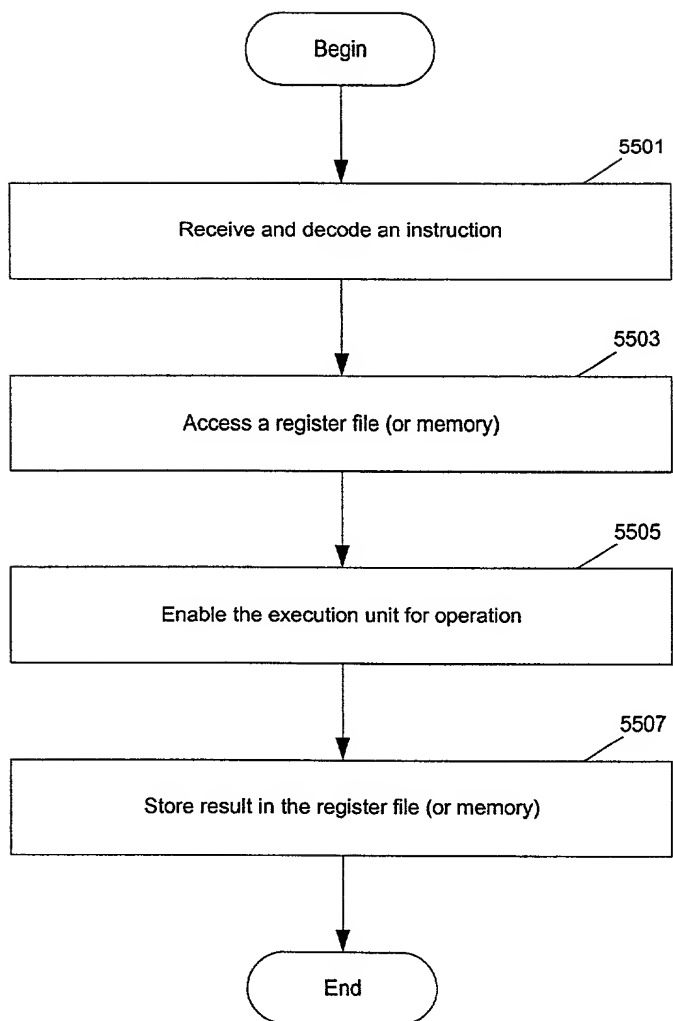 Begin
5501
Receive and decode an instruction
5503
Access a register file (or memory)
5505
Enable the execution unit for operation
5507
Store result in the register file (or memory)
End